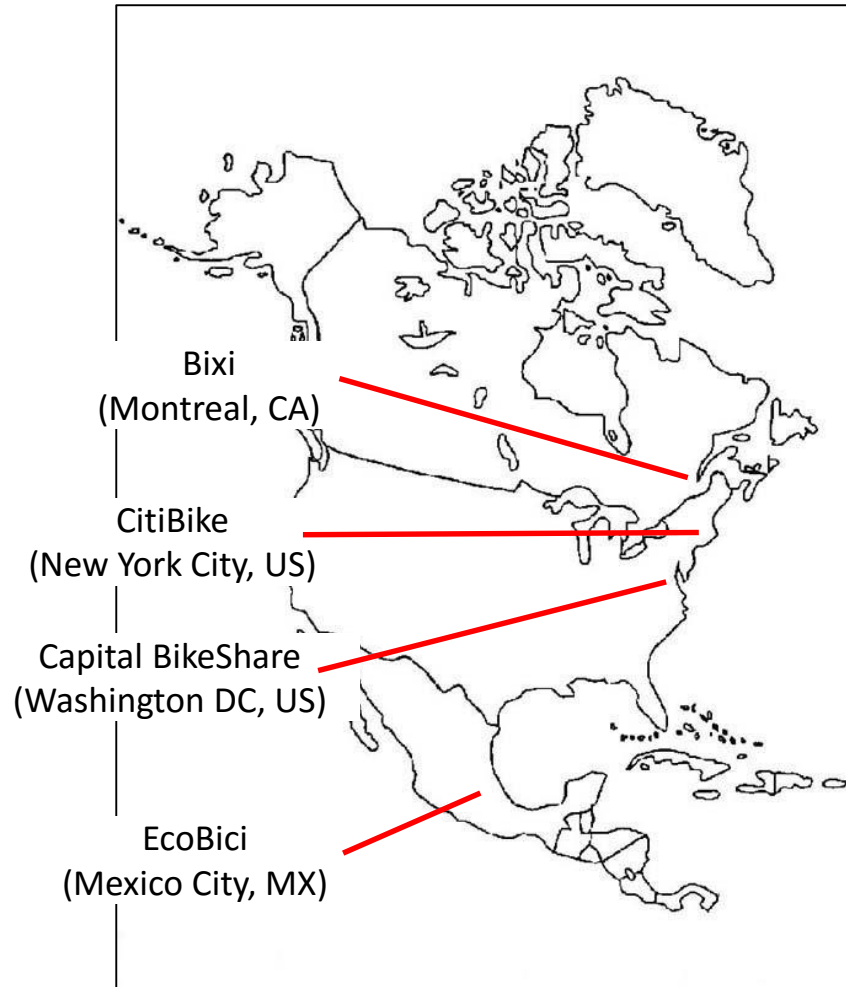 Bixi
(Montreal, CA)
CitiBike
(New York City, US)
Capital BikeShare
(Washington DC, US)
EcoBici
(Mexico City, MX)